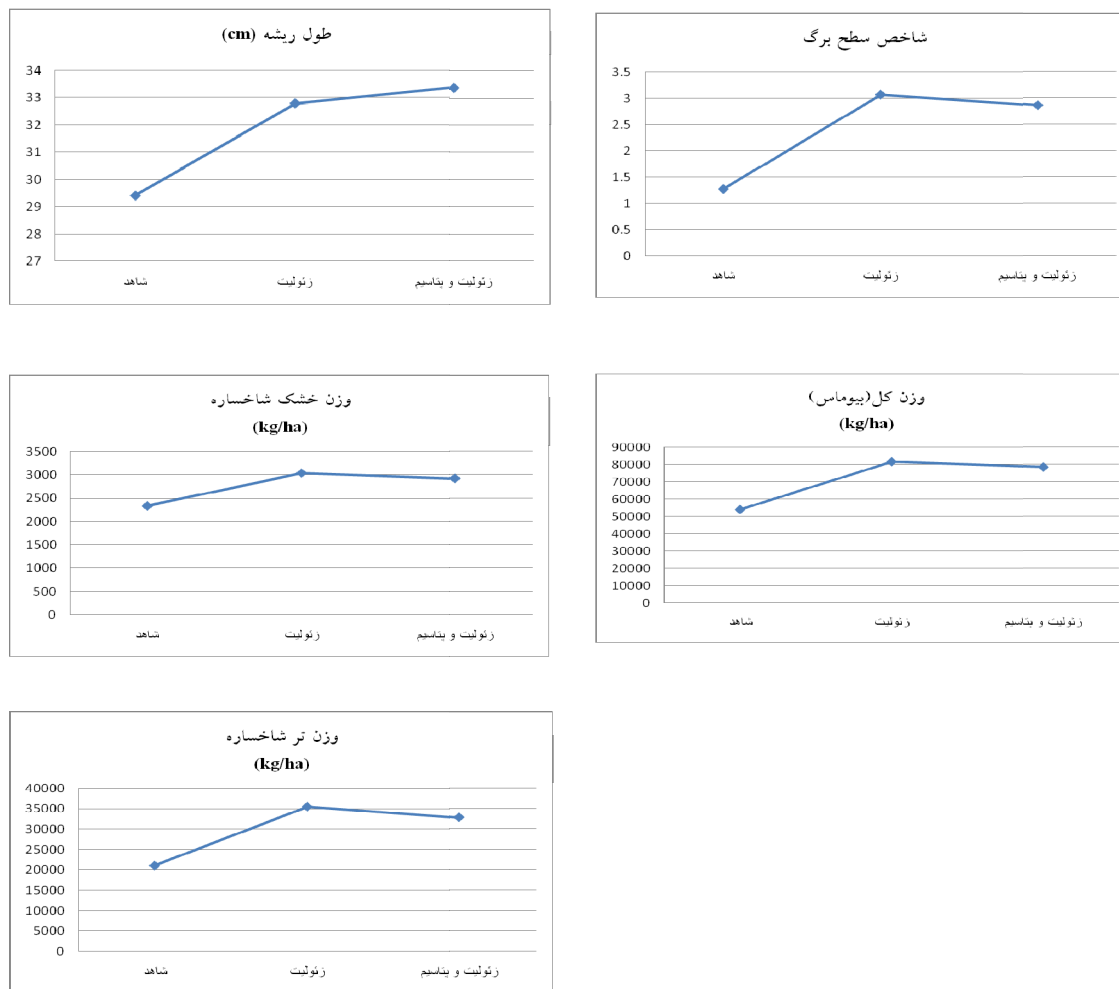 طول ریشه (cm)
34
33
32
31
30
29
28
27
شاهد
زئولیت
زئولیت و پتاسیم
شاخص سطح برگ
3.5
3
2.5
2
1.5
1
0.5
0
شاهد
زئولیت
زئولیت و پتاسیم
وزن خشک شاخساره
(kg/ha)
3500
3000
2500
2000
1500
1000
500
0
شاهد
زئولیت
زئولیت و پتاسیم
وزن کل(بیوماس)
(kg/ha)
90000
80000
70000
60000
50000
40000
30000
20000
10000
0
شاهد
زئولیت
زئولیت و پتاسیم
وزن تر شاخساره
(kg/ha)
40000
35000
30000
25000
20000
15000
10000
5000
0
شاهد
زئولیت
زئولیت و پتاسیم